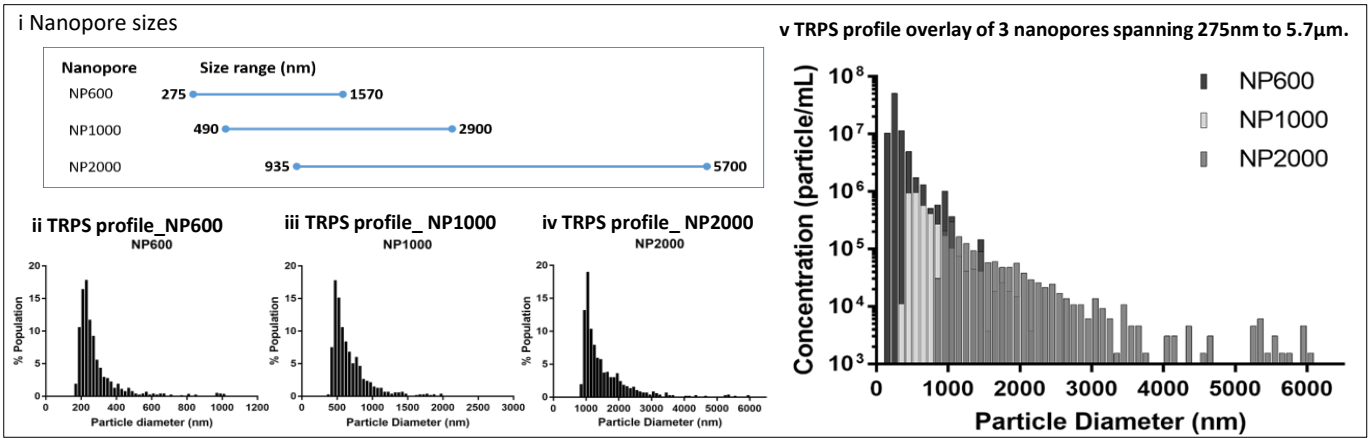 i Nanopore sizes
Nanopore Size range (nm)
NP600 275 1570
NP1000 490 2900
NP2000 935 5700
ii TRPS profile_NP600
NP600
20
15
10
5
0
% Population
0 200 400 600 800 1000 1200
Particle diameter (nm)
iii TRPS profile_ NP1000
NP1000
20
15
10
5
0
% Population
0 500 1000 1500 2000 2500 3000
Particle Diameter (nm)
iv TRPS profile_ NP2000
NP2000
20
15
10
5
0
% Population
0 1000 2000 3000 4000 5000 6000
Particle Diameter (nm)
v TRPS profile overlay of 3 nanopores spanning 275nm to 5.7µm.
NP600
NP1000
NP2000
10⁸
10⁷
10⁶
10⁵
10⁴
10³
Concentration (particle/mL)
0 1000 2000 3000 4000 5000 6000
Particle Diameter (nm)